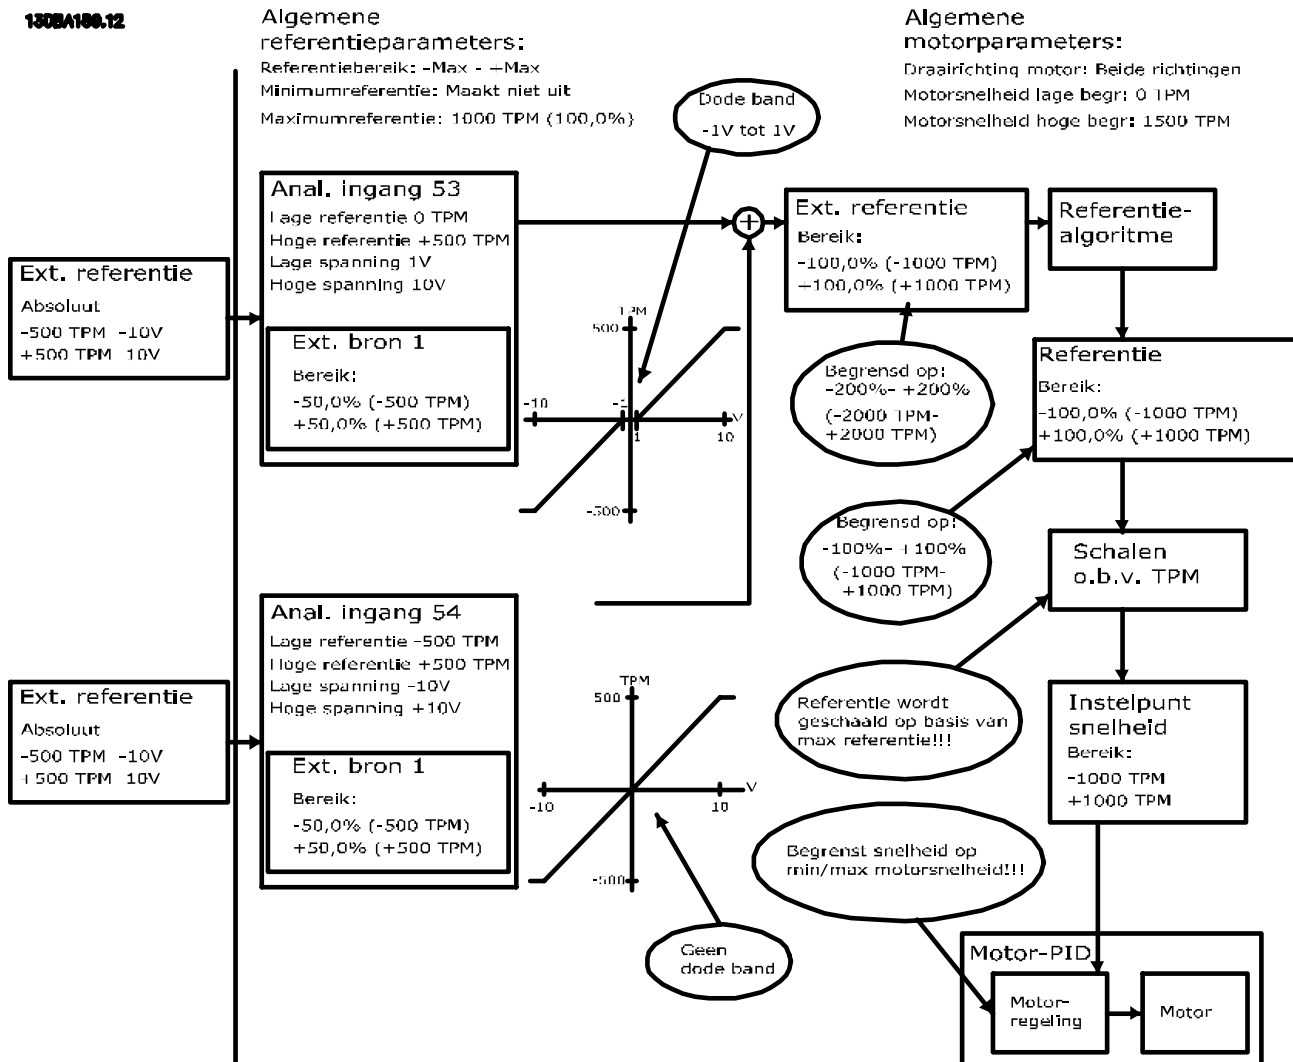 130BA189.12
Algemene
referentieparameters:
Referentiebereik: -Max - +Max
Minimumreferentie: Maakt niet uit
Maximumreferentie: 1000 TPM (100,0%)
Algemene
motorparameters:
Draairichting motor: Beide richtingen
Motorsnelheid lage begr: 0 TPM
Motorsnelheid hoge begr: 1500 TPM
Dode band
-1V tot 1V
Ext. referentie
Absoluut
-500 TPM -10V
+500 TPM 10V
Anal. ingang 53
Lage referentie 0 TPM
Hoge referentie +500 TPM
Lage spanning 1V
Hoge spanning 10V
Ext. bron 1
Bereik:
-50,0% (-500 TPM)
+50,0% (+500 TPM)
TPM
500
-10 -1 V
1 10
-500
Ext. referentie
Bereik:
-100,0% (-1000 TPM)
+100,0% (+1000 TPM)
Referentie-
algoritme
Begrensd op:
-200%- +200%
(-2000 TPM-
+2000 TPM)
Referentie
Bereik:
-100,0% (-1000 TPM)
+100,0% (+1000 TPM)
Begrensd op:
-100%- +100%
(-1000 TPM-
+1000 TPM)
Schalen
o.b.v. TPM
Ext. referentie
Absoluut
-500 TPM -10V
+500 TPM 10V
Anal. ingang 54
Lage referentie -500 TPM
Hoge referentie +500 TPM
Lage spanning -10V
Hoge spanning +10V
Ext. bron 1
Bereik:
-50,0% (-500 TPM)
+50,0% (+500 TPM)
TPM
500
V
-10 10
-500
Geen
dode band
Referentie wordt
geschaald op basis van
max referentie!!!
Instelpunt
snelheid
Bereik:
-1000 TPM
+1000 TPM
Begrenst snelheid op
min/max motorsnelheid!!!
Motor-PID
Motor-
regeling
Motor